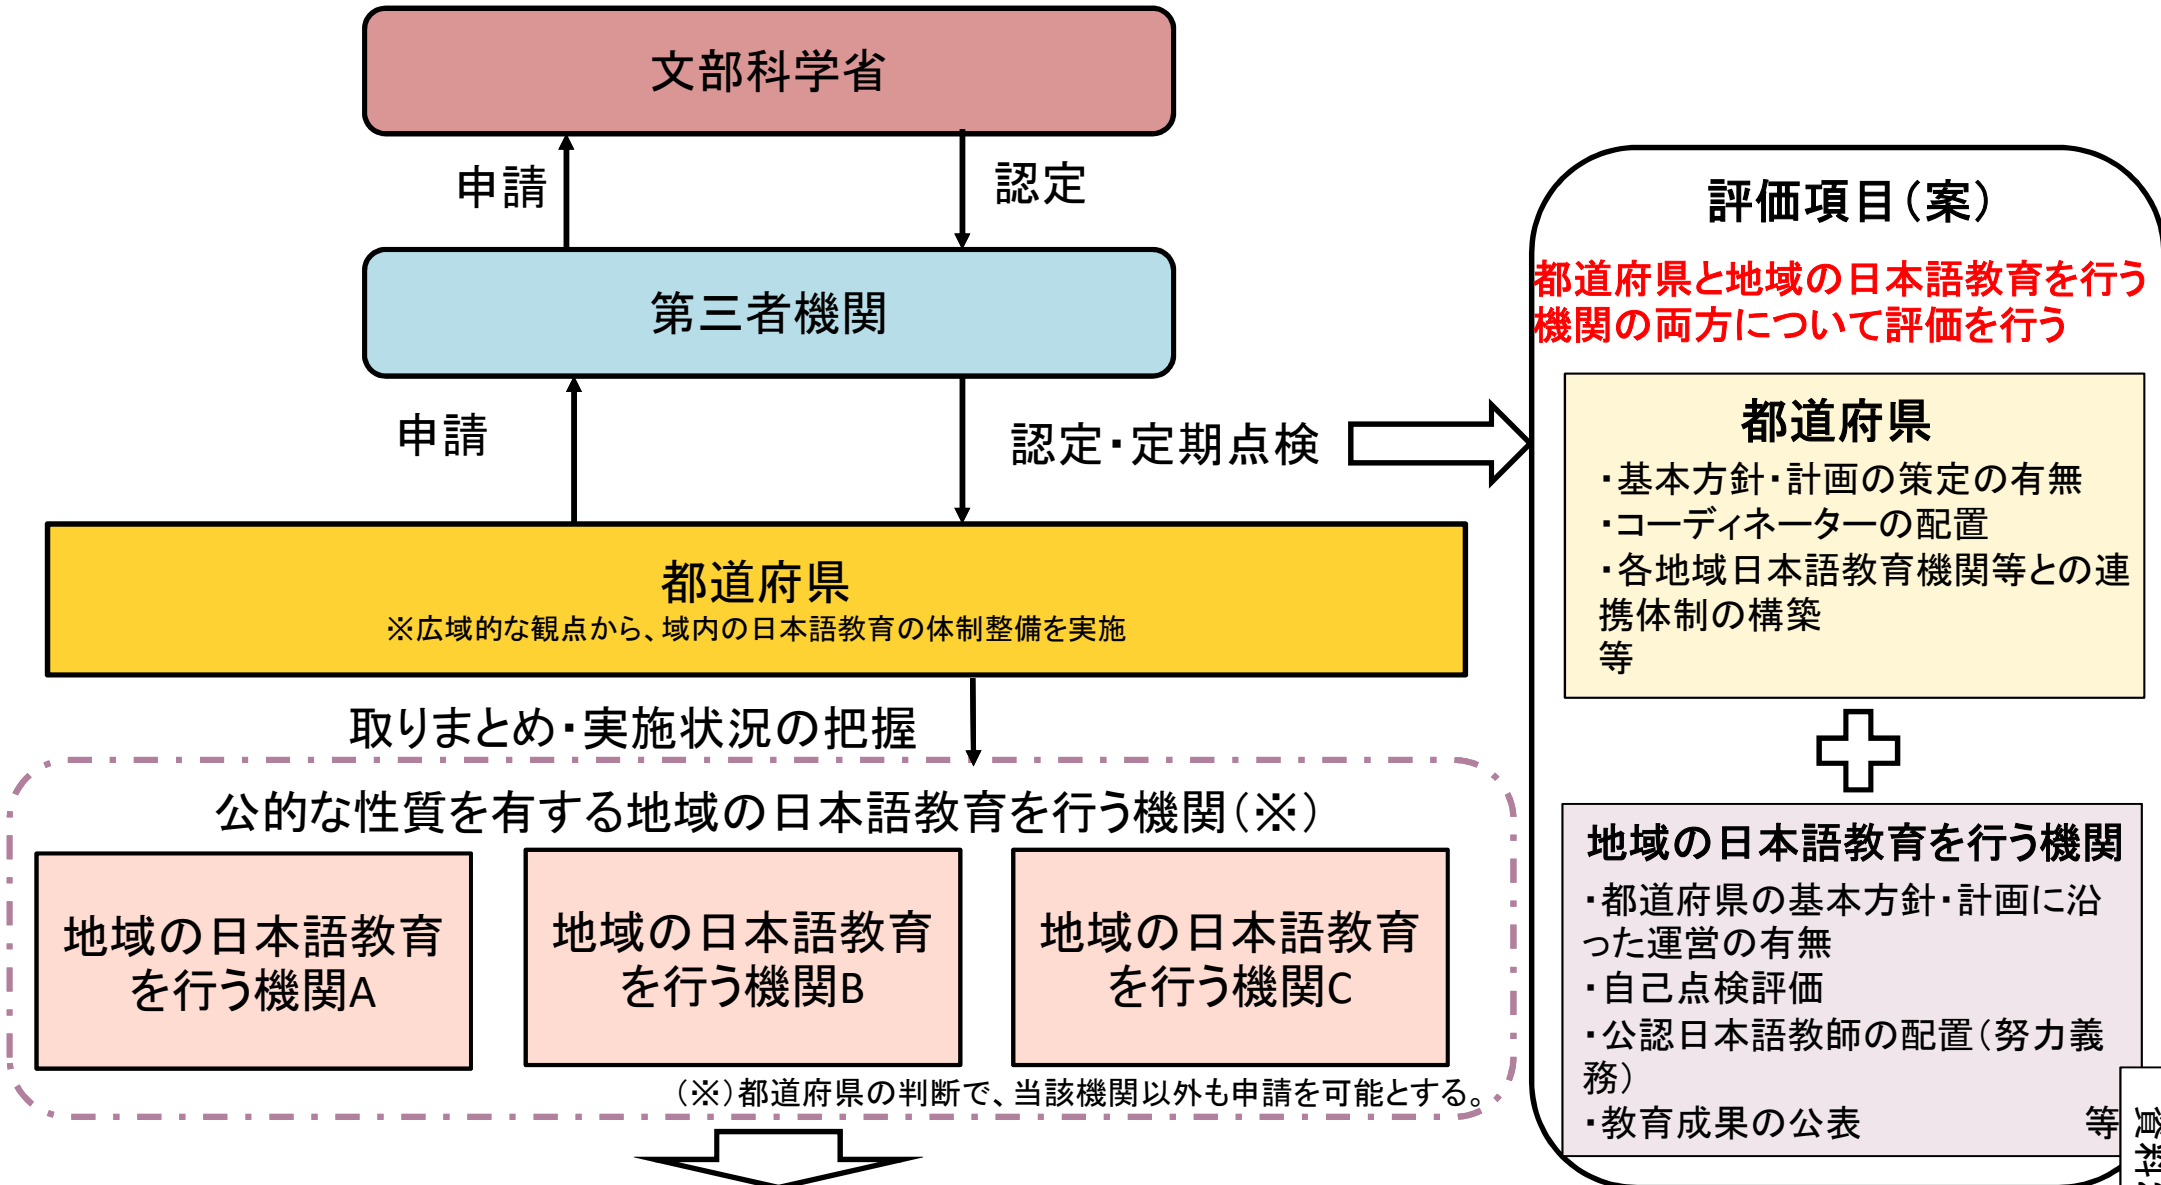 文部科学省
申請
認定
第三者機関
申請
認定・定期点検
都道府県
※広域的な観点から、域内の日本語教育の体制整備を実施
取りまとめ・実施状況の把握
公的な性質を有する地域の日本語教育を行う機関（※）
地域の日本語教育
を行う機関A
地域の日本語教育
を行う機関B
地域の日本語教育
を行う機関C
（※）都道府県の判断で、当該機関以外も申請を可能とする。
評価項目（案）
都道府県と地域の日本語教育を行う
機関の両方について評価を行う
都道府県
・基本方針・計画の策定の有無
・コーディネーターの配置
・各地域日本語教育機関等との連
携体制の構築
等
地域の日本語教育を行う機関
・都道府県の基本方針・計画に沿
った運営の有無
・自己点検評価
・公認日本語教師の配置（努力義
務）
・教育成果の公表 等
資料